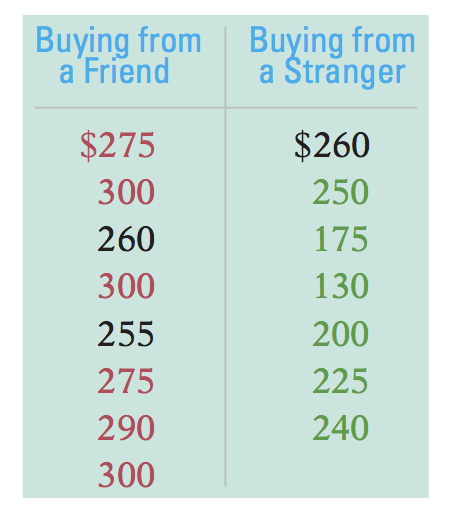 Buying from a Friend | Buying from a Stranger
$275 | $260
300 | 250
260 | 175
300 | 130
255 | 200
275 | 225
290 | 240
300